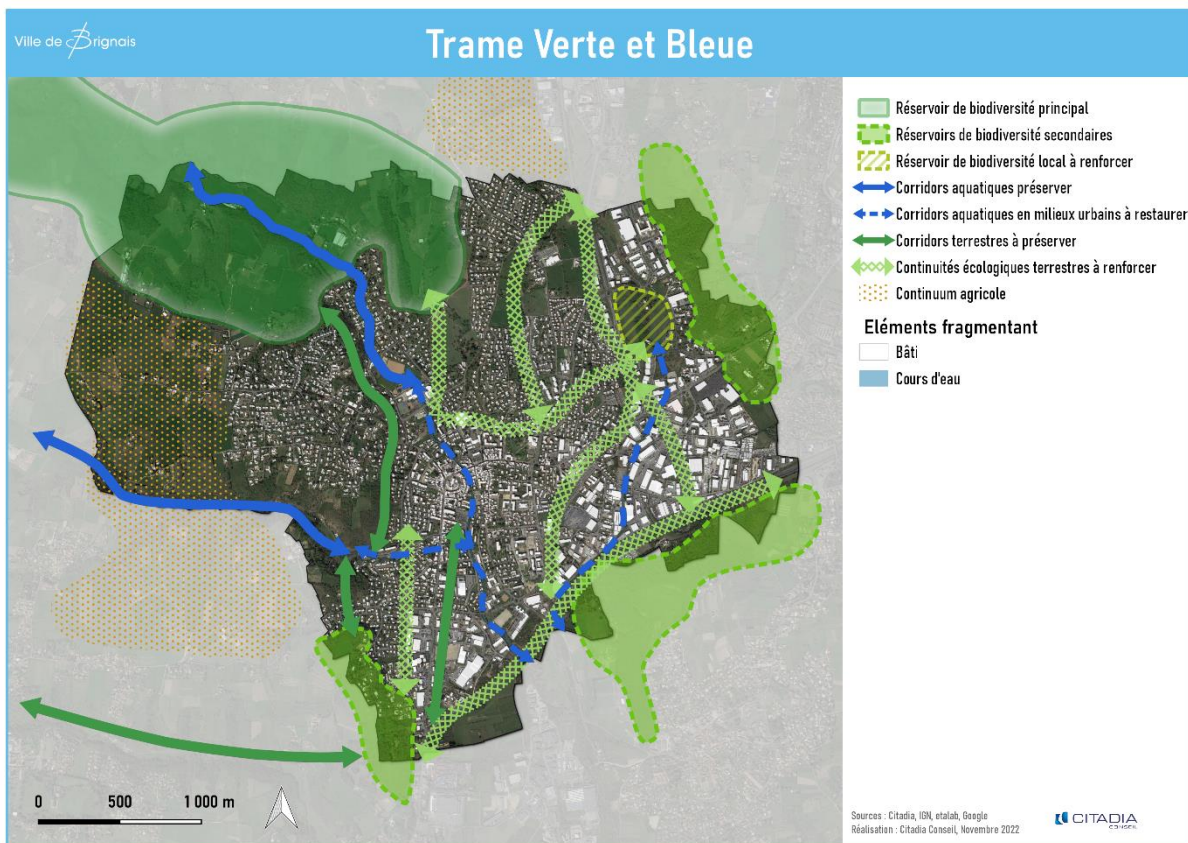 Ville de Brignais
Trame Verte et Bleue
Réservoir de biodiversité principal
Réservoirs de biodiversité secondaires
Réservoir de biodiversité local à renforcer
Corridors aquatiques préserver
Corridors aquatiques en milieux urbains à restaurer
Corridors terrestres à préserver
Continuités écologiques terrestres à renforcer
Continuum agricole
Eléments fragmentant
Bâti
Cours d'eau
0 500 1 000 m
Sources : Citadia, IGN, etalab, Google
Réalisation : Citadia Conseil, Novembre 2022
CITADIA
CONSEIL